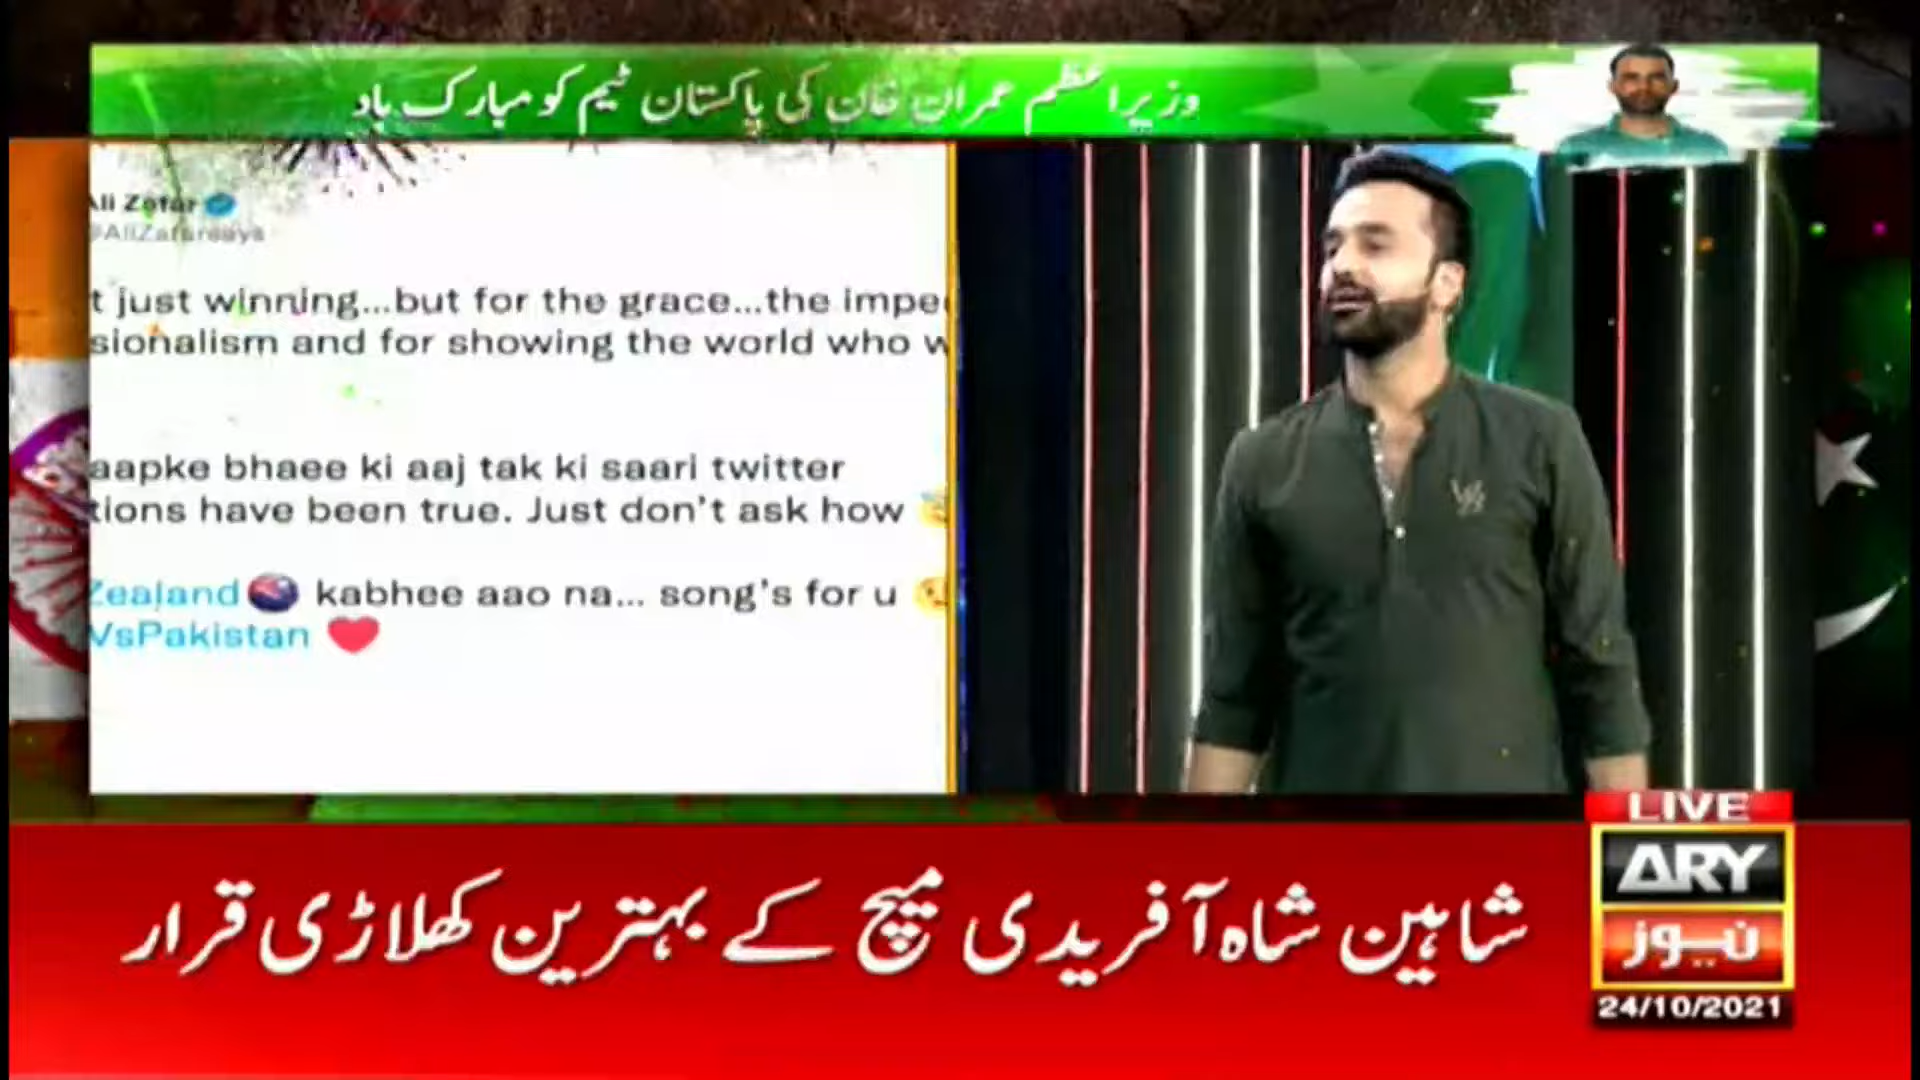 وزیراعظم عمران خان کی پاکستان ٹیم کو مبارک باد
Ali Zafar
@AliZafarsays
t just winning...but for the grace...the impe
sionalism and for showing the world who w
aapke bhaee ki aaj tak ki saari twitter
tions have been true. Just don't ask how
Zealand kabhee aao na... song's for u
VsPakistan
LIVE
ARY
نیوز
24/10/2021
شاہین شاہ آفریدی میچ کے بہترین کھلاڑی قرار